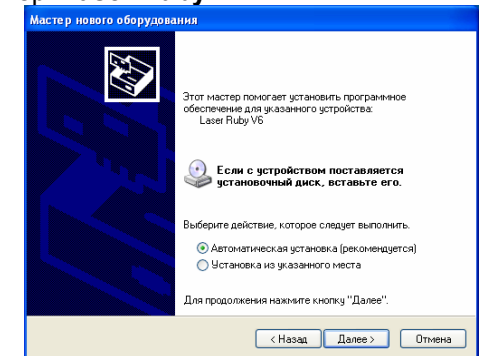 Мастер нового оборудования
Этот мастер помогает установить программное
обеспечение для указанного устройства:
Laser Ruby V6
Если с устройством поставляется
установочный диск, вставьте его.
Выберите действие, которое следует выполнить.
Автоматическая установка (рекомендуется)
Установка из указанного места
Для продолжения нажмите кнопку "Далее".
< Назад
Далее >
Отмена